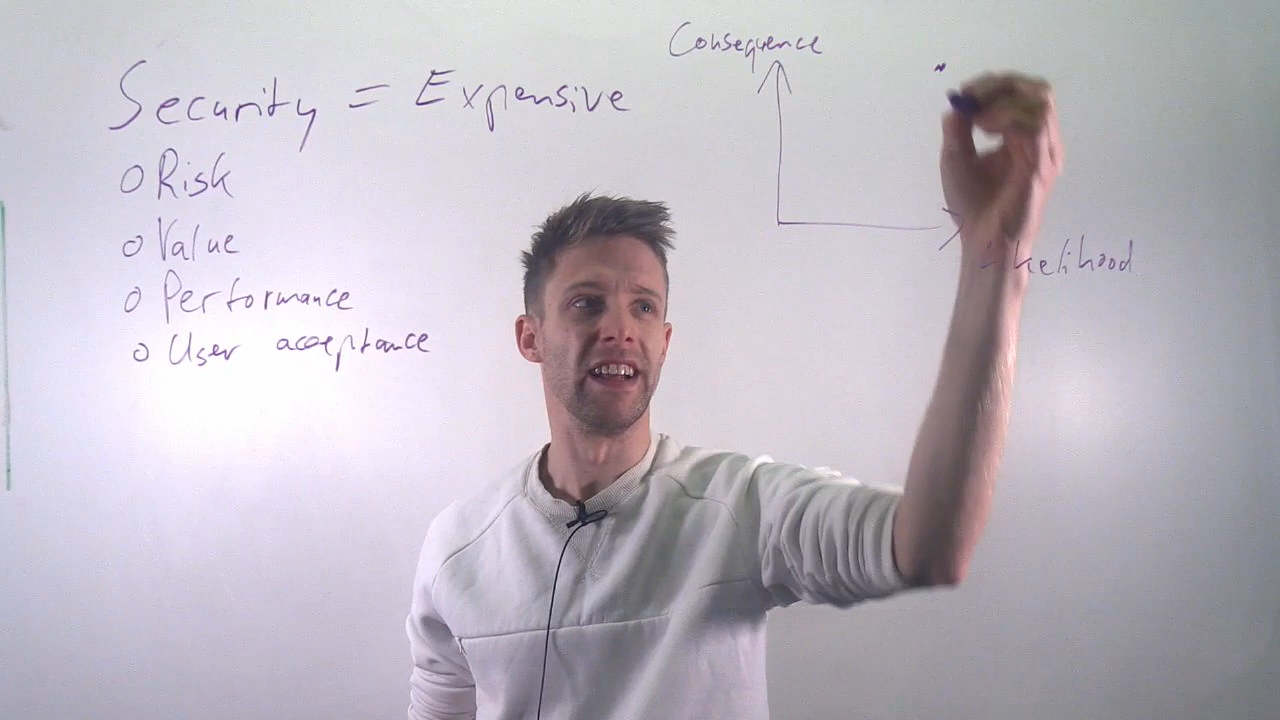 Security = Expensive
o Risk
o Value
o Performance
o User acceptance
Consequence
Likelihood